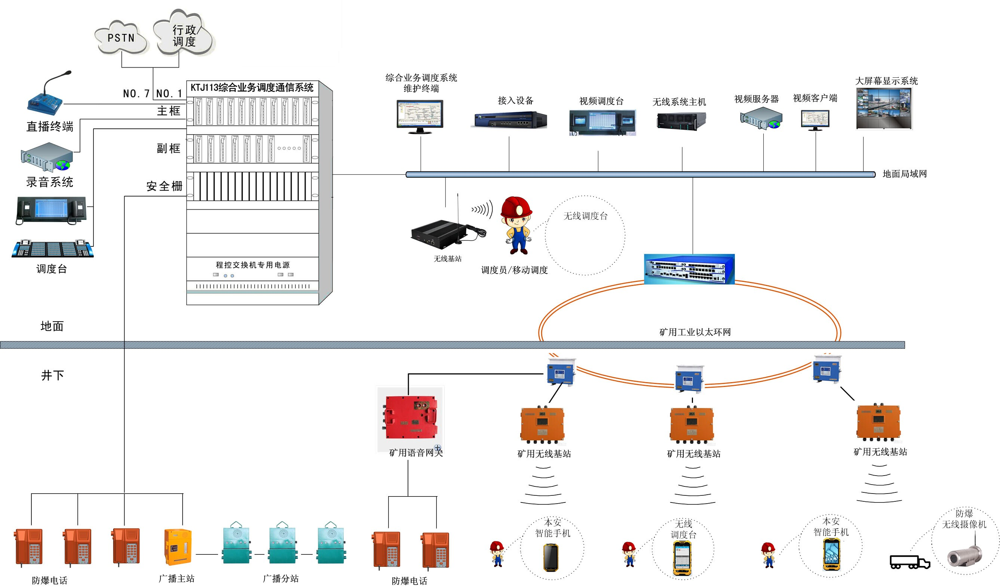 PSTN
行政/
调度
NO.7 NO.1
KTJ113综合业务调度通信系统
主框
直播终端
副框
录音系统
安全栅
调度台
程控交换机专用电源
综合业务调度系统
维护终端
接入设备
视频调度台
无线系统主机
视频服务器
视频客户端
大屏幕显示系统
地面局域网
无线调度台
无线基站
调度员/移动调度
地面
矿用工业以太环网
井下
矿用语音网关
MA
矿用无线基站
MA
矿用无线基站
MA
矿用无线基站
防爆电话
广播主站
广播分站
防爆电话
本安
智能手机
无线
调度台
本安
智能手机
防爆
无线摄像机